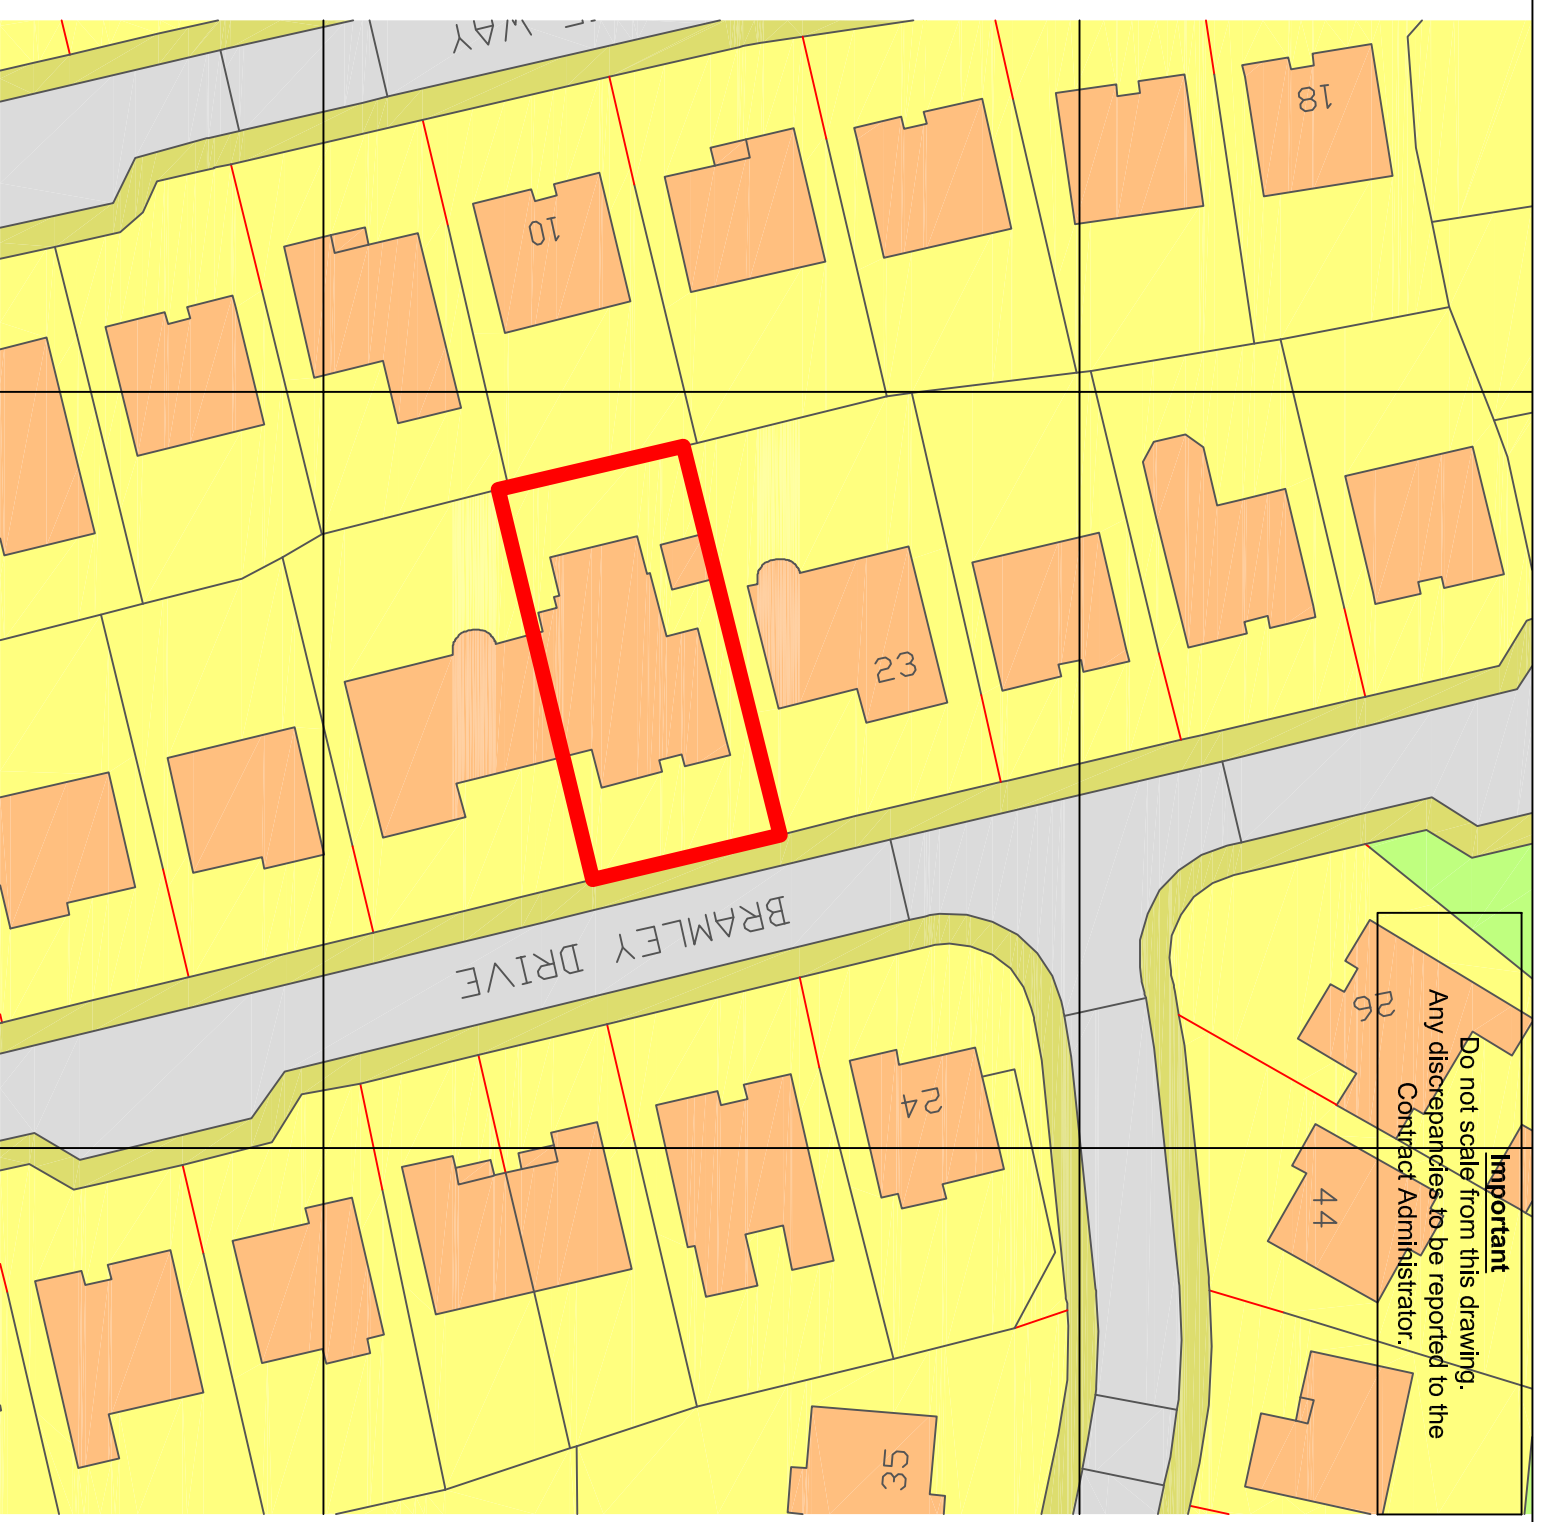 WAY
18
10
23
BRAMLEY DRIVE
24
26
44
35
Important
Do not scale from this drawing.
Any discrepancies to be reported to the
Contract Administrator.